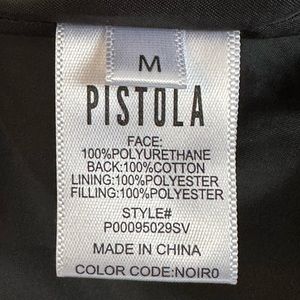 M
PISTOLA
FACE:
100%POLYURETHANE
BACK:100%COTTON
LINING:100%POLYESTER
FILLING:100%POLYESTER
STYLE#
P00095029SV
MADE IN CHINA
COLOR CODE:NOIR0